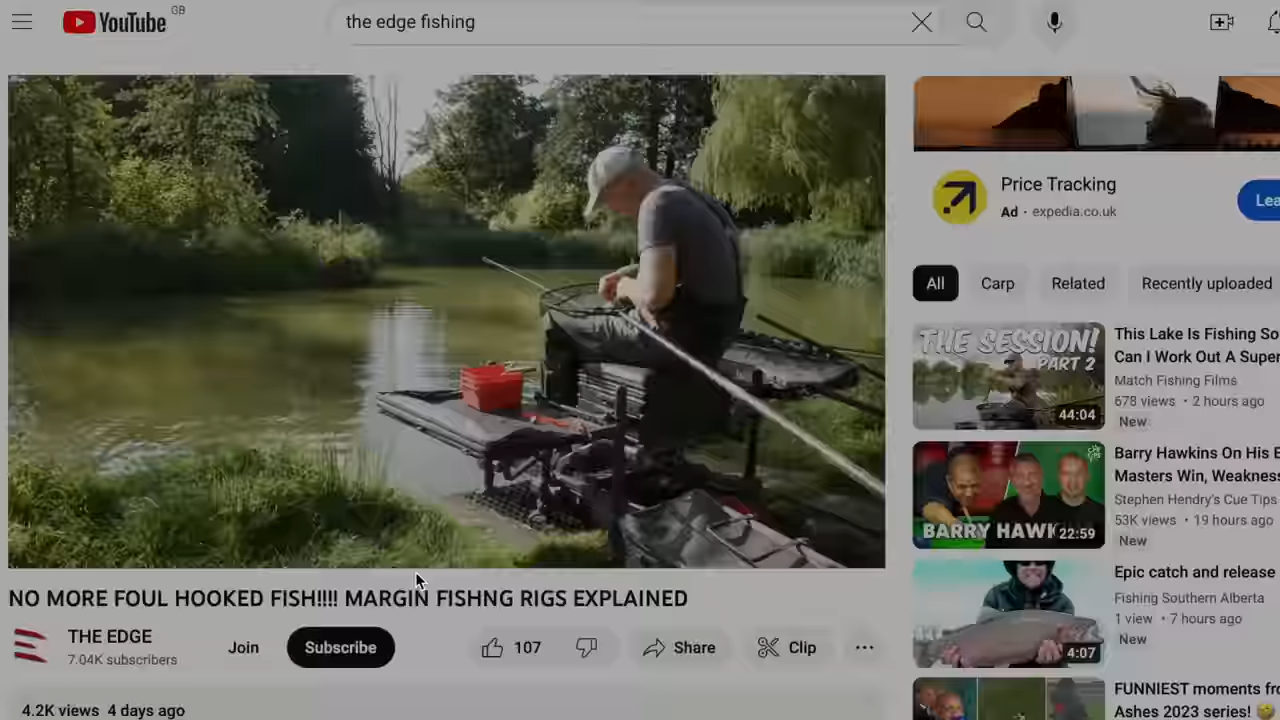 YouTube GB
the edge fishing
NO MORE FOUL HOOKED FISH!!!! MARGIN FISHNG RIGS EXPLAINED
THE EDGE
7.04K subscribers
Join
Subscribe
107
Share
Clip
4.2K views 4 days ago
Price Tracking
Ad · expedia.co.uk
All
Carp
Related
Recently uploaded
THE SESSION!
PART 2
44:04
This Lake Is Fishing So
Can I Work Out A Super
Match Fishing Films
678 views · 2 hours ago
New
BARRY HAWK
22:59
Barry Hawkins On His
Masters Win, Weakness
Stephen Hendry's Cue Tips
53K views · 19 hours ago
New
4:07
Epic catch and release
Fishing Southern Alberta
1 view · 7 hours ago
New
FUNNIEST moments fr
Ashes 2023 series!